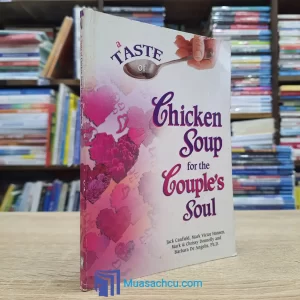 a
TASTE
of
Chicken
Soup
for the
Couple's
Soul
Jack Canfield, Mark Victor Hansen,
Mark & Chrissy Donnelly and
Barbara De Angelis, Ph.D.
Muasachcu.com